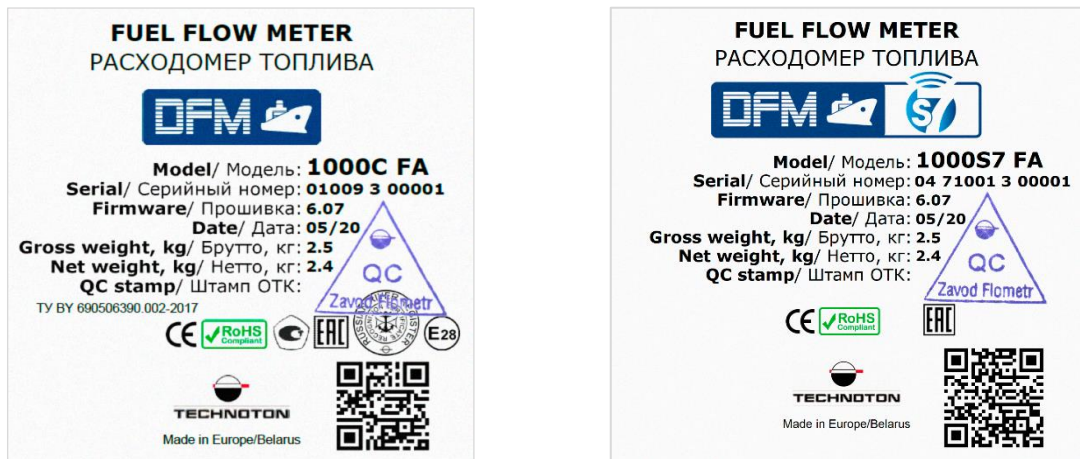 FUEL FLOW METER
РАСХОДОМЕР ТОПЛИВА
DFM
Model/ Модель: 1000C FA
Serial/ Серийный номер: 01009 3 00001
Firmware/ Прошивка: 6.07
Date/ Дата: 05/20
Gross weight, kg/ Брутто, кг: 2.5
Net weight, kg/ Нетто, кг: 2.4
QC stamp/ Штамп ОТК:
QC
Zavod Flometr
ТУ BY 690506390.002-2017
CE RoHS Compliant EAC E28
TECHNOTON
Made in Europe/Belarus
FUEL FLOW METER
РАСХОДОМЕР ТОПЛИВА
DFM S7
Model/ Модель: 1000S7 FA
Serial/ Серийный номер: 04 71001 3 00001
Firmware/ Прошивка: 6.07
Date/ Дата: 05/20
Gross weight, kg/ Брутто, кг: 2.5
Net weight, kg/ Нетто, кг: 2.4
QC stamp/ Штамп ОТК:
QC
Zavod Flometr
CE RoHS Compliant EAC
TECHNOTON
Made in Europe/Belarus